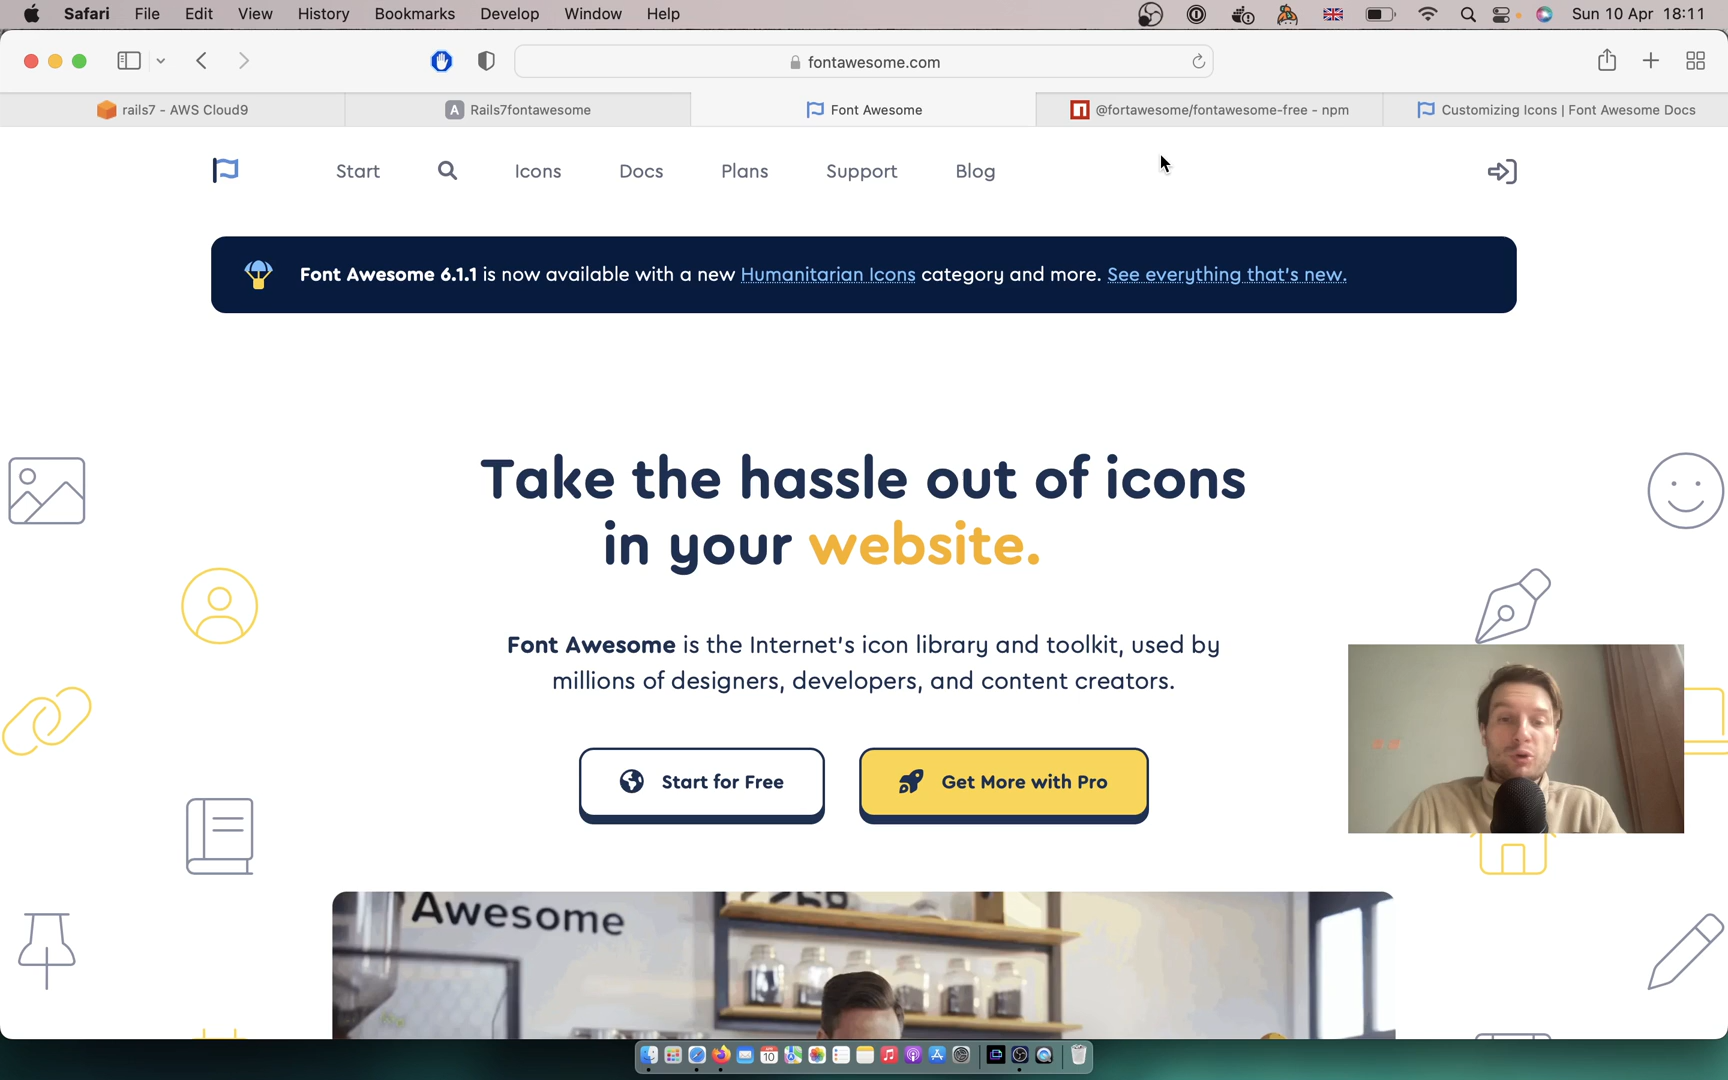 Safari File Edit View History Bookmarks Develop Window Help Sun 10 Apr 18:11
fontawesome.com
rails7 - AWS Cloud9 A Rails7fontawesome Font Awesome @fortawesome/fontawesome-free - npm Customizing Icons | Font Awesome Docs
Start Icons Docs Plans Support Blog
Font Awesome 6.1.1 is now available with a new Humanitarian Icons category and more. See everything that's new.
Take the hassle out of icons
in your website.
Font Awesome is the Internet's icon library and toolkit, used by
millions of designers, developers, and content creators.
Start for Free Get More with Pro
Awesome
10